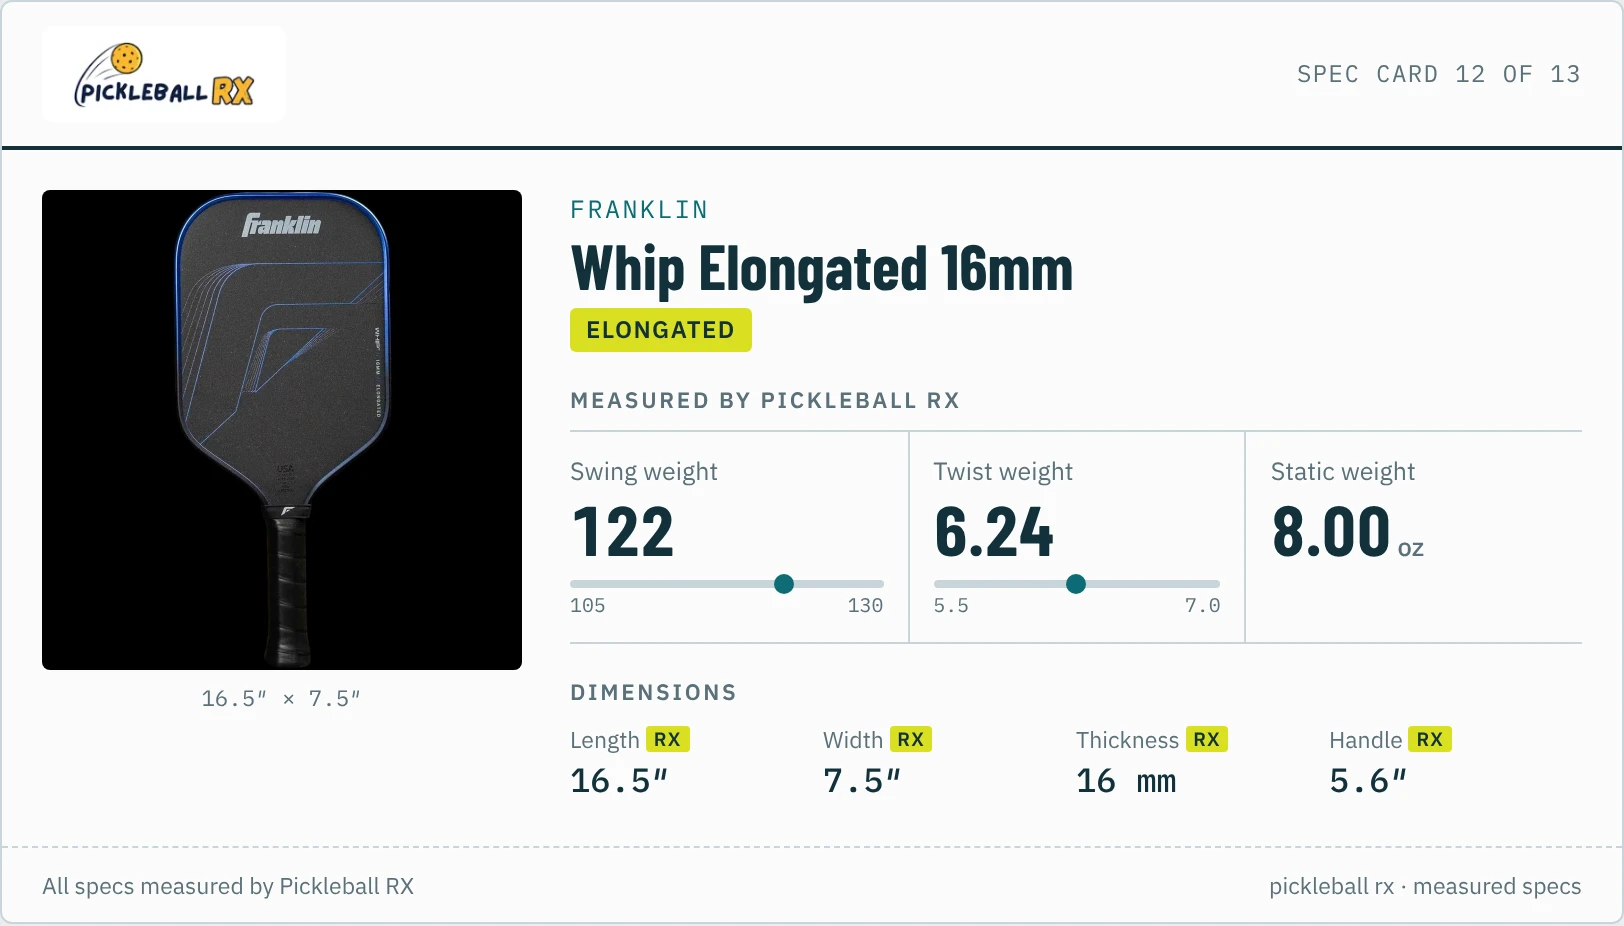 PICKLEBALL RX
SPEC CARD 12 OF 13
Franklin
USA
16.5″ × 7.5″
FRANKLIN
Whip Elongated 16mm
ELONGATED
MEASURED BY PICKLEBALL RX
Swing weight
122
105 130
Twist weight
6.24
5.5 7.0
Static weight
8.00 oz
DIMENSIONS
Length RX
16.5″
Width RX
7.5″
Thickness RX
16 mm
Handle RX
5.6″
All specs measured by Pickleball RX
pickleball rx · measured specs